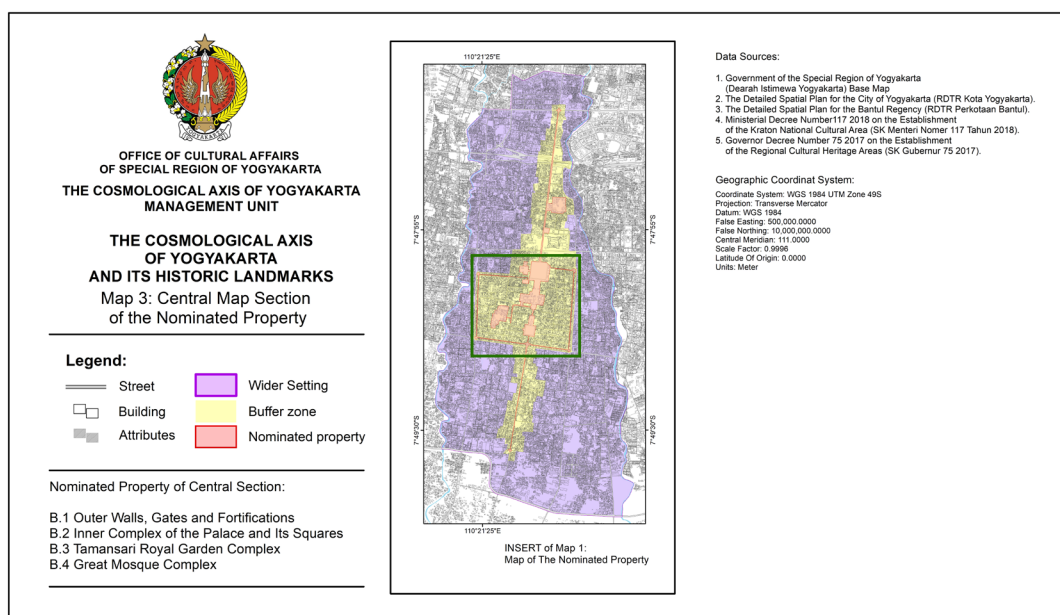 YOGYAKARTA
OFFICE OF CULTURAL AFFAIRS
OF SPECIAL REGION OF YOGYAKARTA
THE COSMOLOGICAL AXIS OF YOGYAKARTA
MANAGEMENT UNIT
THE COSMOLOGICAL AXIS
OF YOGYAKARTA
AND ITS HISTORIC LANDMARKS
Map 3: Central Map Section
of the Nominated Property
Legend:
Street
Wider Setting
Building
Buffer zone
Attributes
Nominated property
Nominated Property of Central Section:
B.1 Outer Walls, Gates and Fortifications
B.2 Inner Complex of the Palace and Its Squares
B.3 Tamansari Royal Garden Complex
B.4 Great Mosque Complex
110°21'25"E
7°47'55"S
7°47'55"S
7°49'30"S
7°49'30"S
110°21'25"E
INSERT of Map 1:
Map of The Nominated Property
Data Sources:
1. Government of the Special Region of Yogyakarta
(Dearah Istimewa Yogyakarta) Base Map
2. The Detailed Spatial Plan for the City of Yogyakarta (RDTR Kota Yogyakarta).
3. The Detailed Spatial Plan for the Bantul Regency (RDTR Perkotaan Bantul).
4. Ministerial Decree Number117 2018 on the Establishment
of the Kraton National Cultural Area (SK Menteri Nomer 117 Tahun 2018).
5. Governor Decree Number 75 2017 on the Establishment
of the Regional Cultural Heritage Areas (SK Gubernur 75 2017).
Geographic Coordinat System:
Coordinate System: WGS 1984 UTM Zone 49S
Projection: Transverse Mercator
Datum: WGS 1984
False Easting: 500,000.0000
False Northing: 10,000,000.0000
Central Meridian: 111.0000
Scale Factor: 0.9996
Latitude Of Origin: 0.0000
Units: Meter